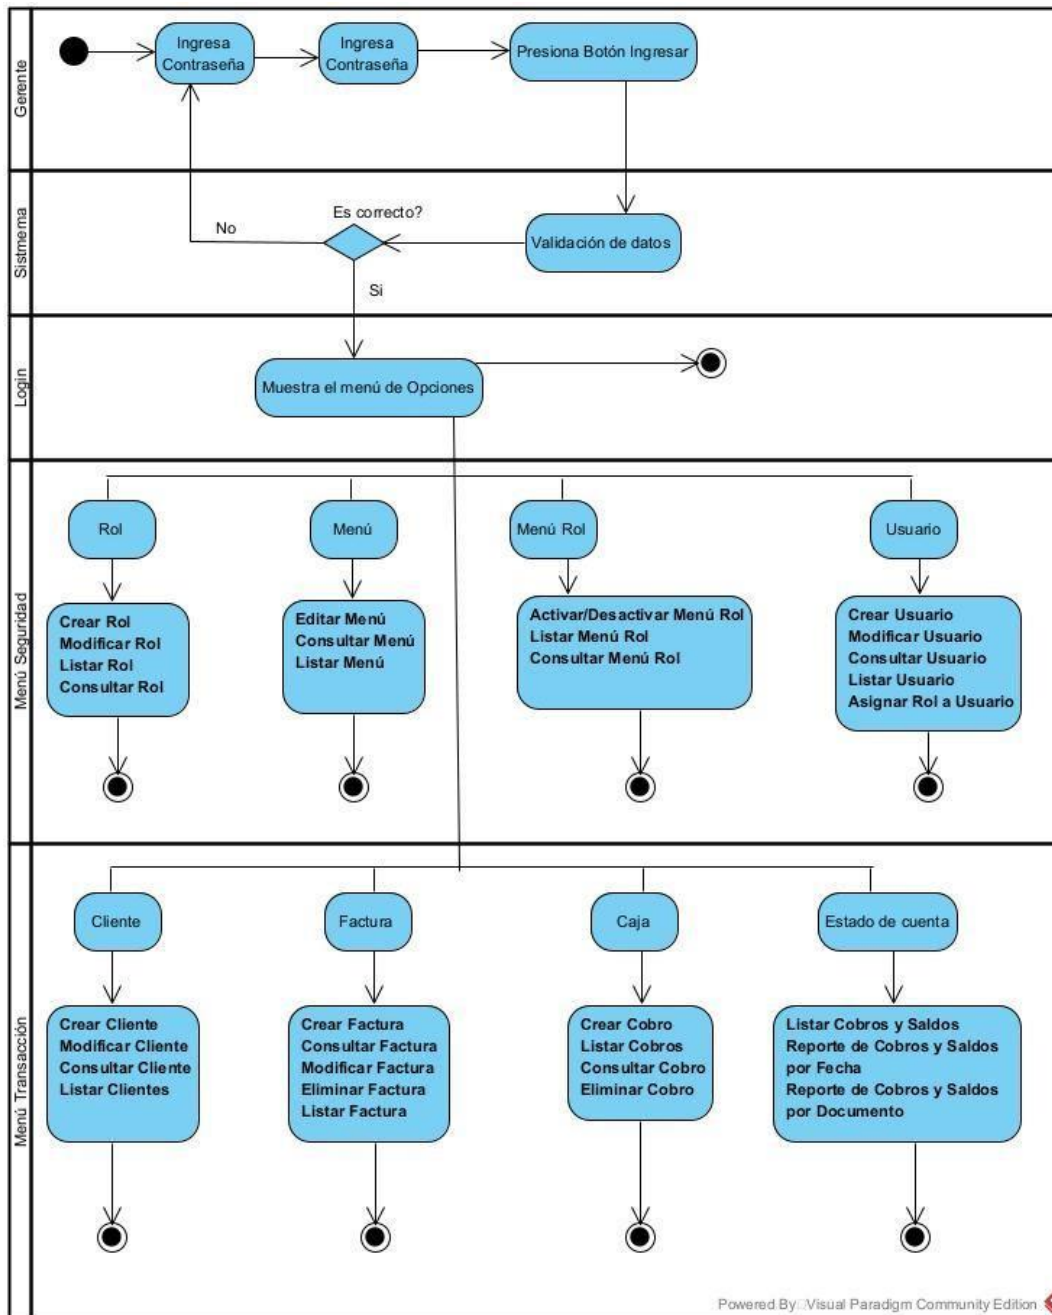 Gerente
Ingresa
Contraseña
Ingresa
Contraseña
Presiona Botón Ingresar
Sistmema
Es correcto?
No
Validación de datos
Si
Login
Muestra el menú de Opciones
Menú Seguridad
Rol
Menú
Menú Rol
Usuario
Crear Rol
Modificar Rol
Listar Rol
Consultar Rol
Editar Menú
Consultar Menú
Listar Menú
Activar/Desactivar Menú Rol
Listar Menú Rol
Consultar Menú Rol
Crear Usuario
Modificar Usuario
Consultar Usuario
Listar Usuario
Asignar Rol a Usuario
Menú Transacción
Cliente
Factura
Caja
Estado de cuenta
Crear Cliente
Modificar Cliente
Consultar Cliente
Listar Clientes
Crear Factura
Consultar Factura
Modificar Factura
Eliminar Factura
Listar Factura
Crear Cobro
Listar Cobros
Consultar Cobro
Eliminar Cobro
Listar Cobros y Saldos
Reporte de Cobros y Saldos
por Fecha
Reporte de Cobros y Saldos
por Documento
Powered By Visual Paradigm Community Edition